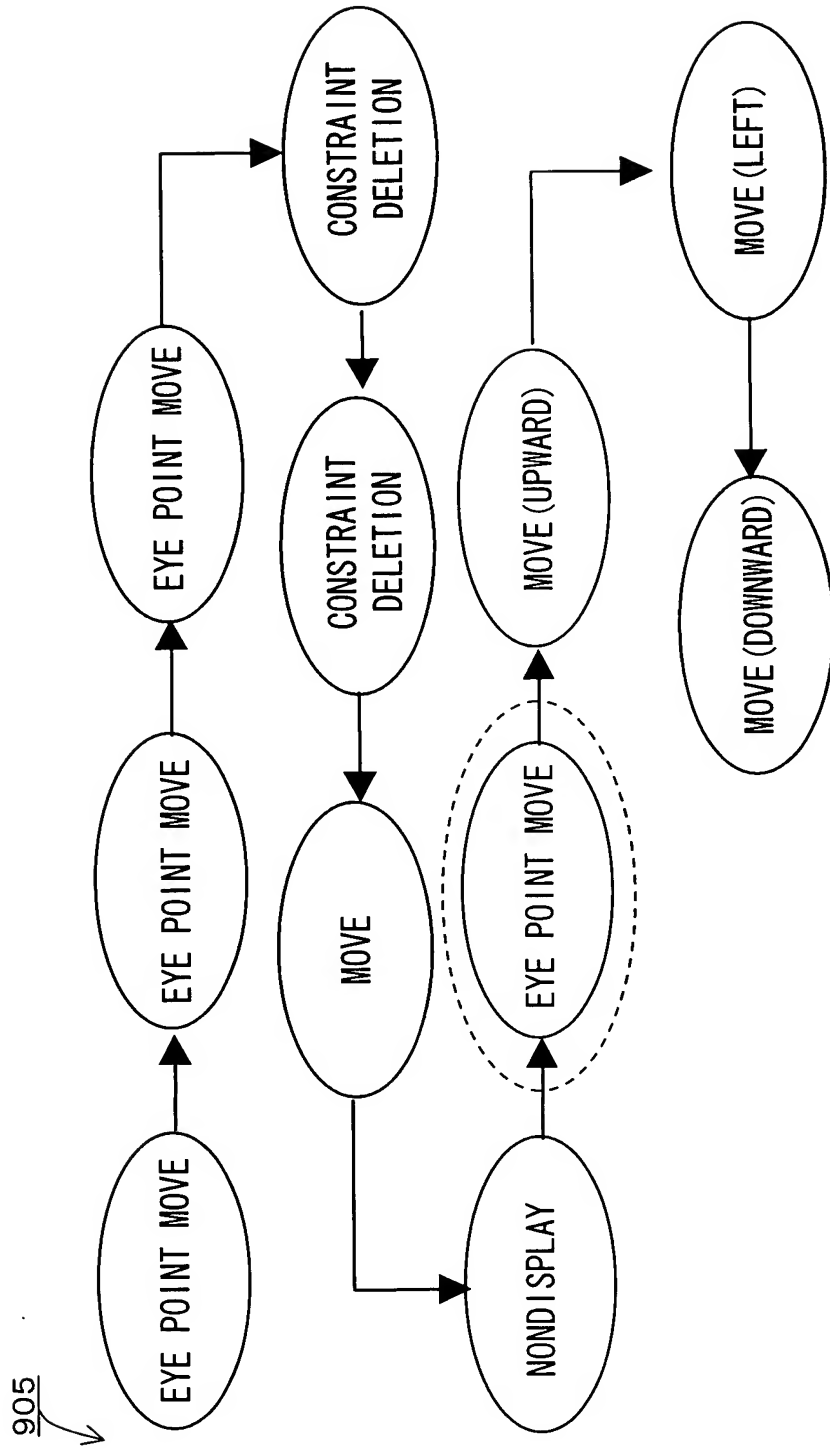 905
EYE POINT MOVE
EYE POINT MOVE
EYE POINT MOVE
CONSTRAINT
DELETION
CONSTRAINT
DELETION
MOVE
NONDISPLAY
EYE POINT MOVE
MOVE(UPWARD)
MOVE(LEFT)
MOVE(DOWNWARD)